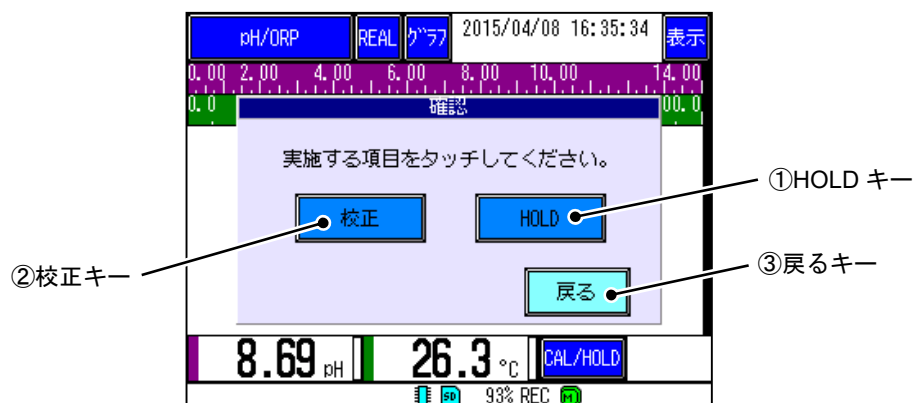 pH/ORP REAL グラフ 2015/04/08 16:35:34 表示
0.00 2.00 4.00 6.00 8.00 10.00 14.00
0.0 確認 00.0
実施する項目をタッチしてください。
①HOLD キー
校正 HOLD
②校正キー
③戻るキー
戻る
8.69 pH 26.3 °C CAL/HOLD
SD 93% REC M